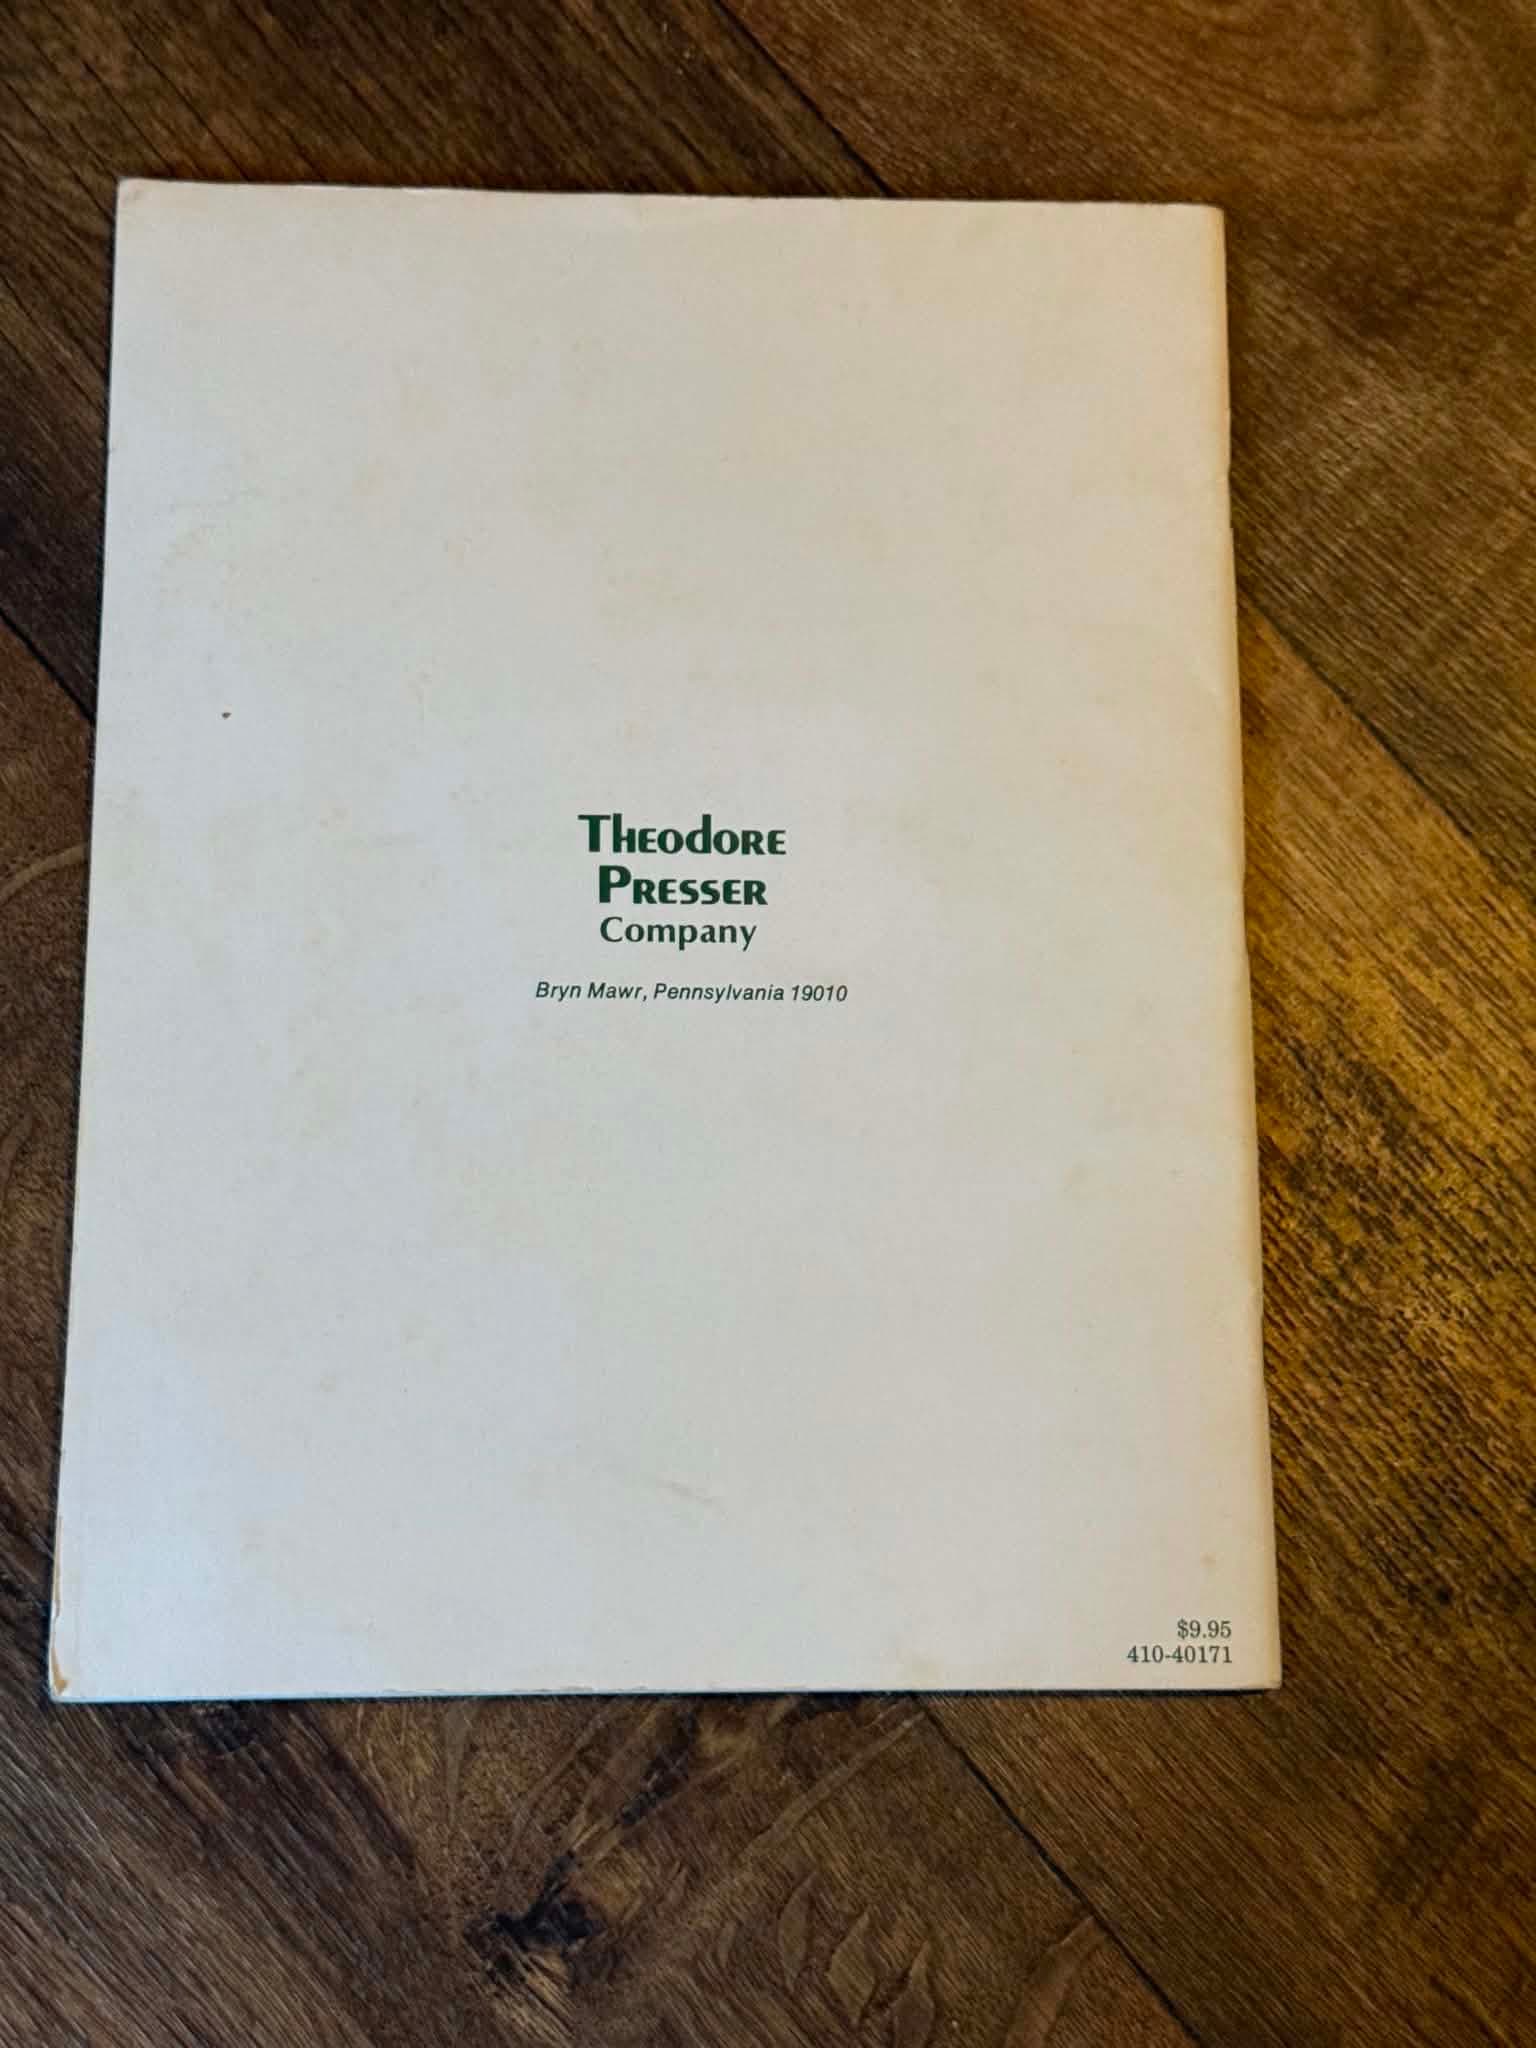 Theodore
Presser
Company
Bryn Mawr, Pennsylvania 19010
$9.95
410-40171